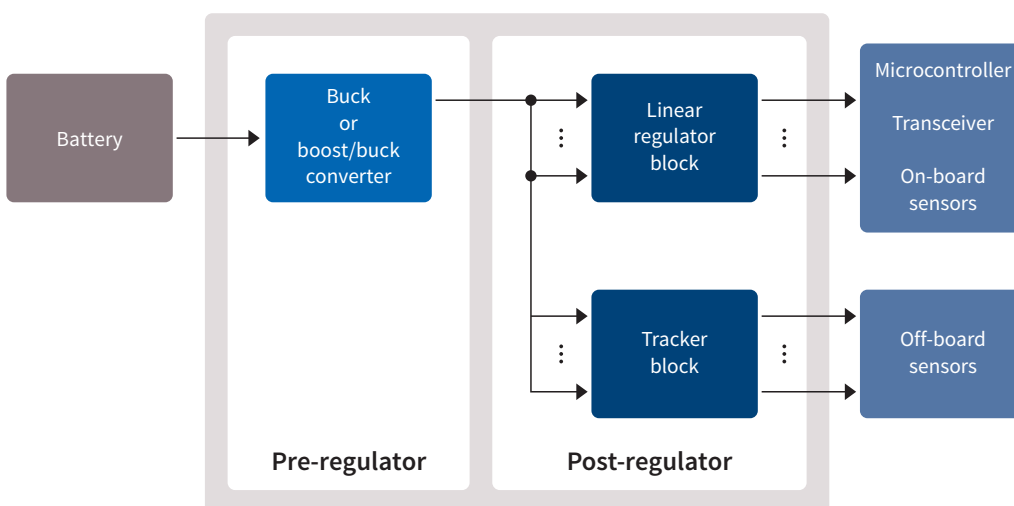 Battery
Buck
or
boost/buck
converter
Linear
regulator
block
Microcontroller
Transceiver
On-board
sensors
Tracker
block
Off-board
sensors
Pre-regulator
Post-regulator